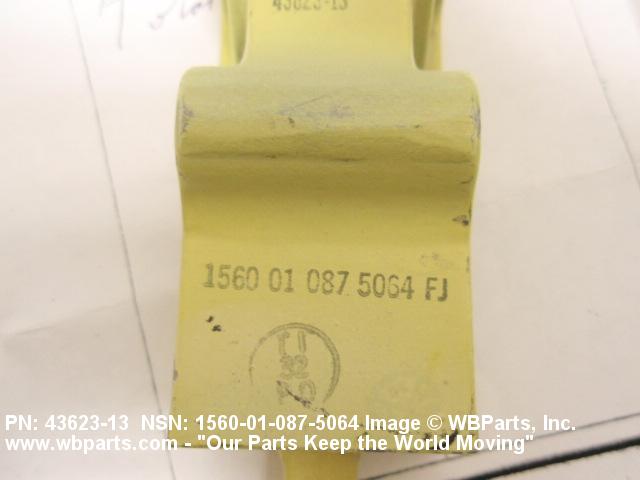 43623-13
1560 01 087 5064 FJ
32
PN: 43623-13 NSN: 1560-01-087-5064 Image © WBParts, Inc.
www.wbparts.com - "Our Parts Keep the World Moving"